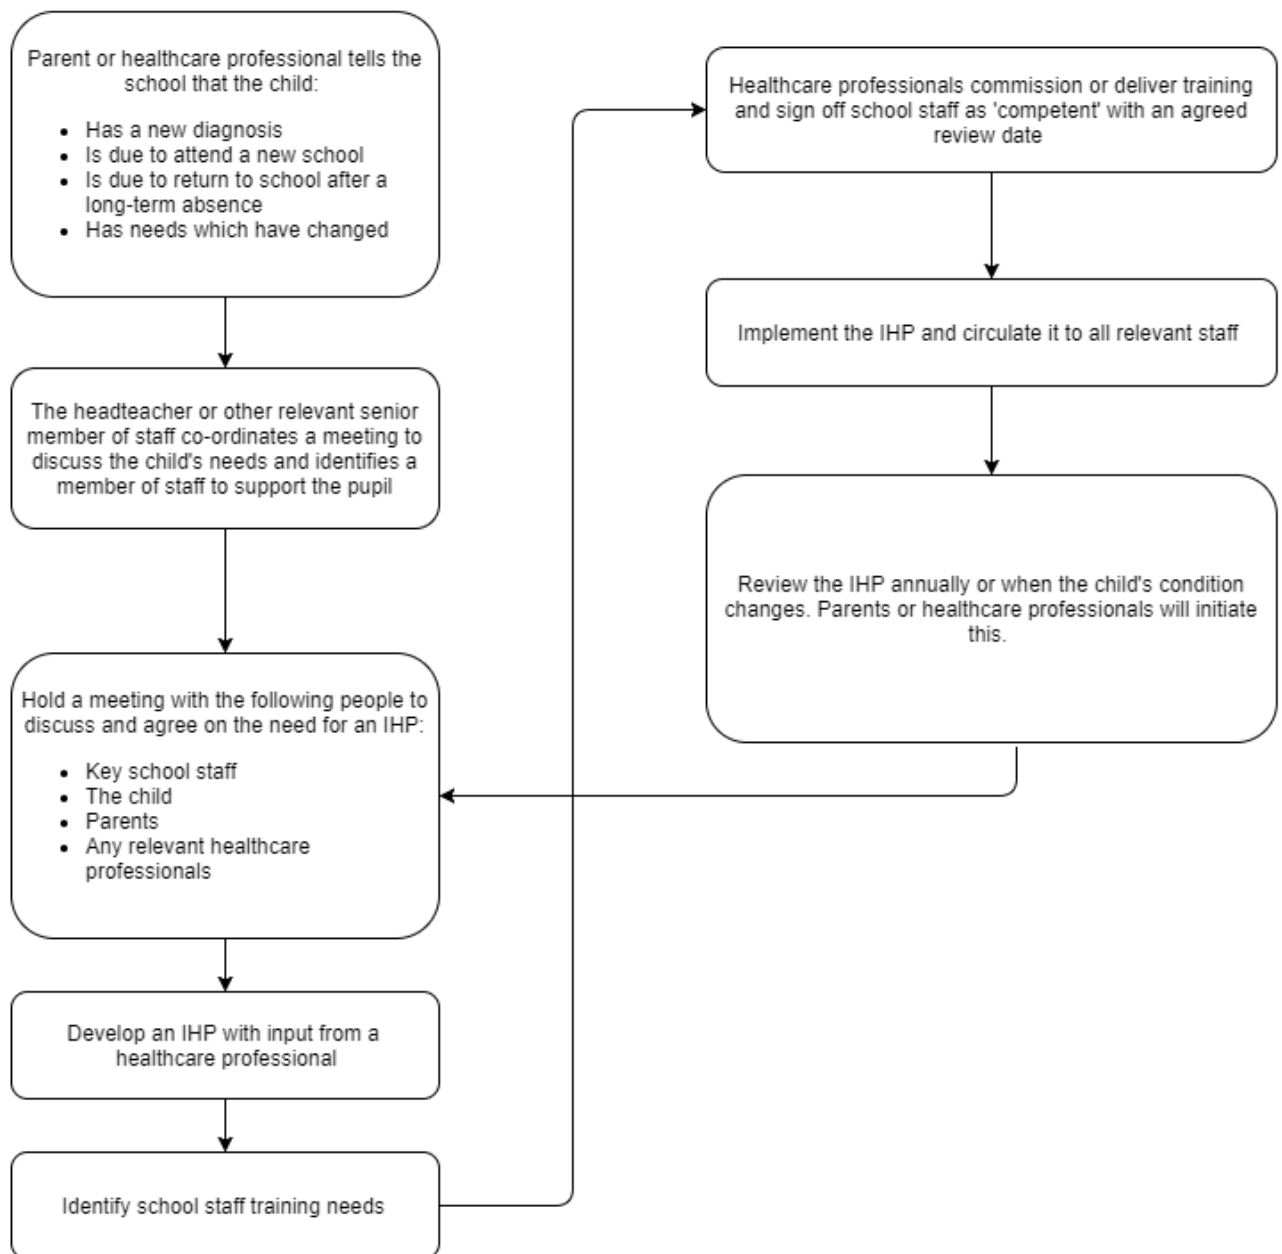 Parent or healthcare professional tells the
school that the child:
• Has a new diagnosis
• Is due to attend a new school
• Is due to return to school after a
long-term absence
• Has needs which have changed
The headteacher or other relevant senior
member of staff co-ordinates a meeting to
discuss the child's needs and identifies a
member of staff to support the pupil
Hold a meeting with the following people to
discuss and agree on the need for an IHP:
• Key school staff
• The child
• Parents
• Any relevant healthcare
professionals
Develop an IHP with input from a
healthcare professional
Identify school staff training needs
Healthcare professionals commission or deliver training
and sign off school staff as 'competent' with an agreed
review date
Implement the IHP and circulate it to all relevant staff
Review the IHP annually or when the child's condition
changes. Parents or healthcare professionals will initiate
this.